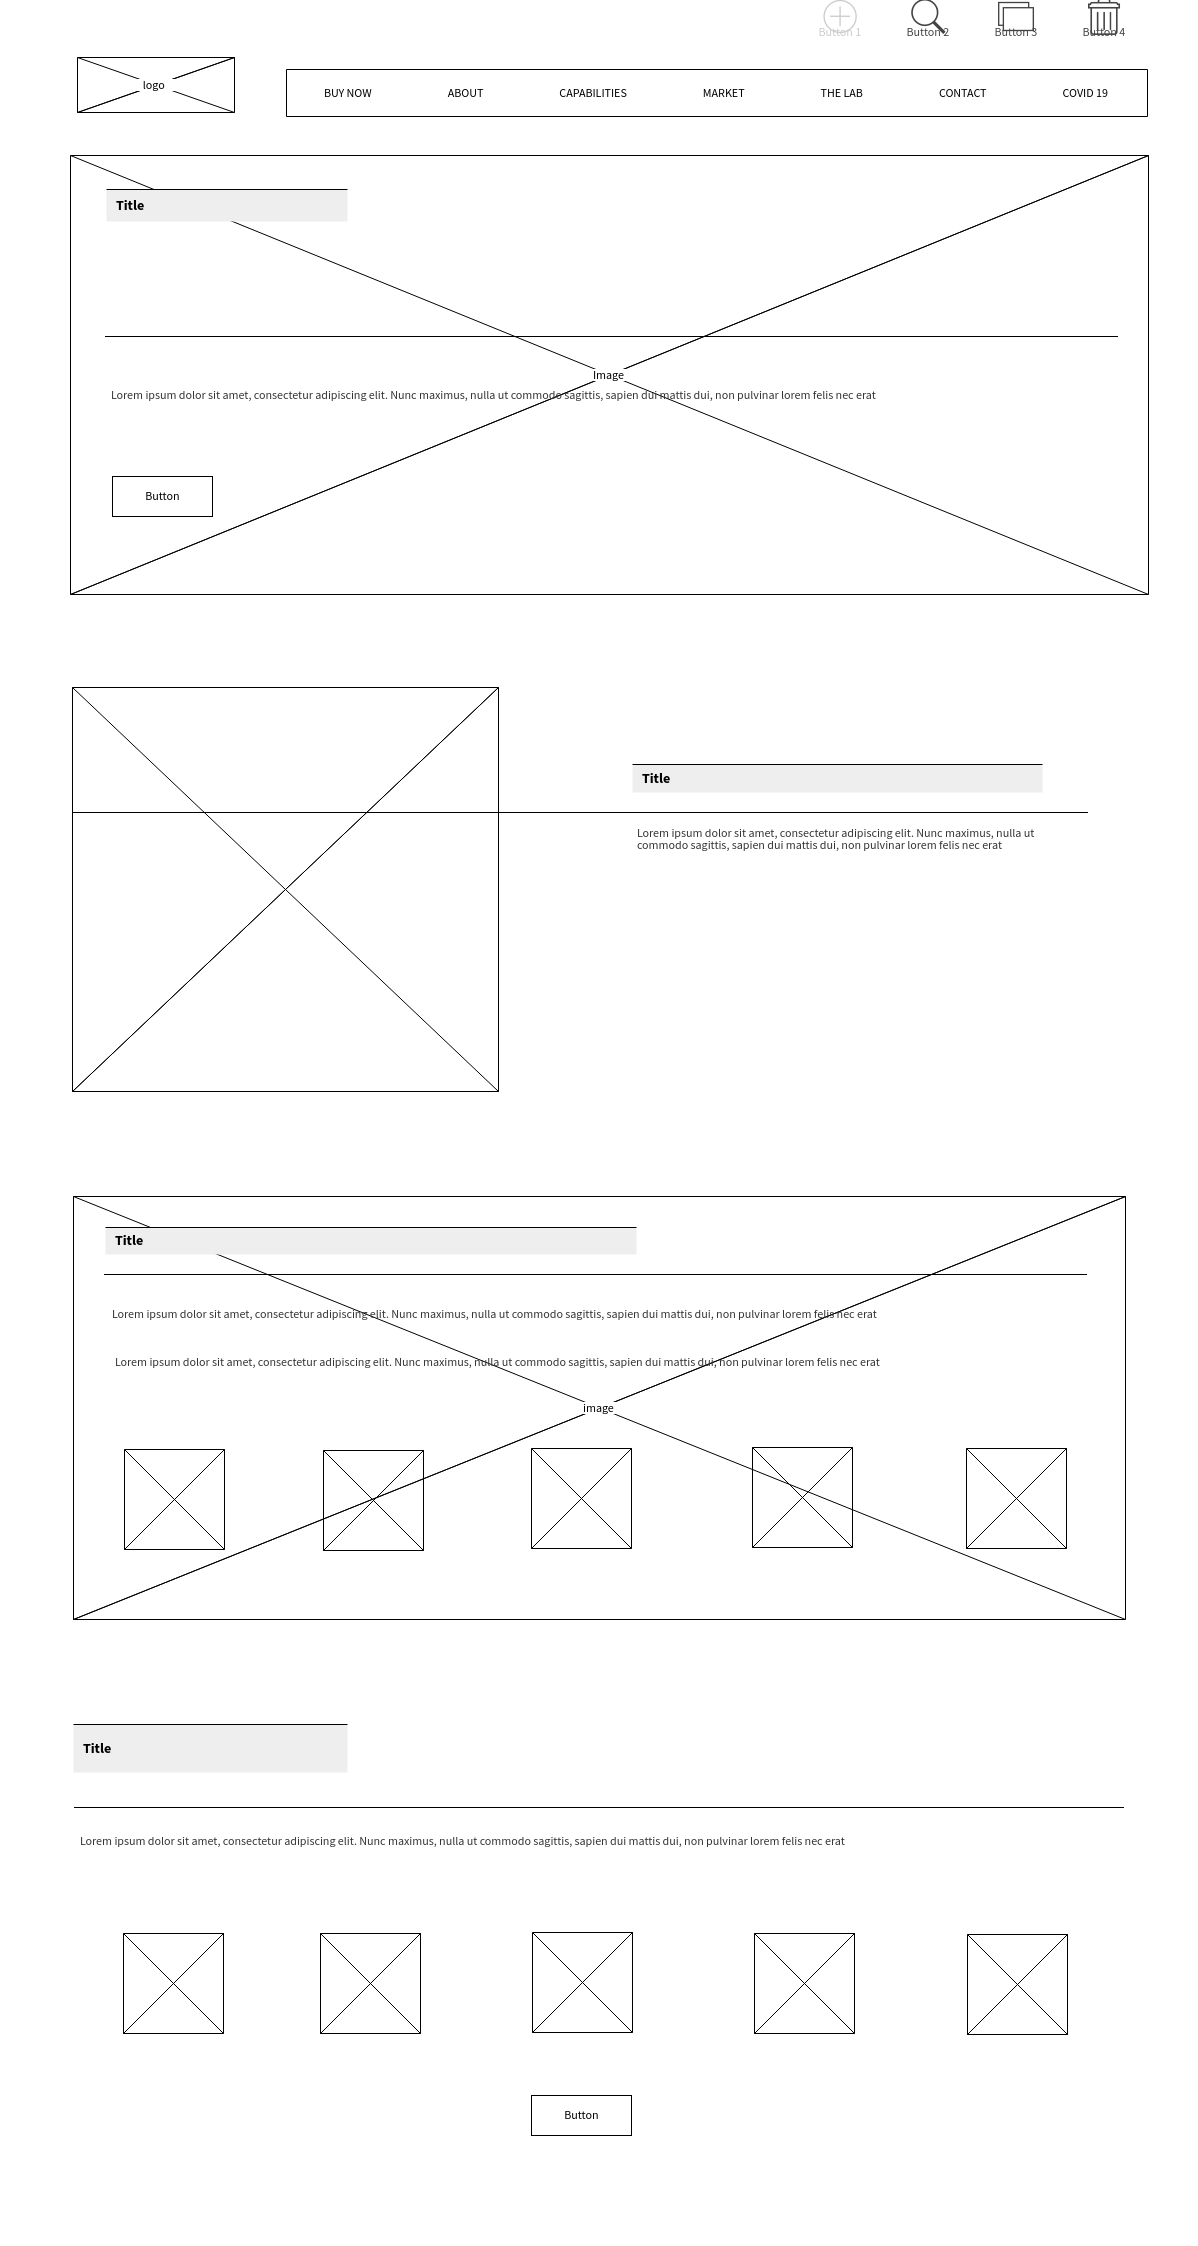 Button 1
Button 2
Button 3
Button 4
logo
BUY NOW
ABOUT
CAPABILITIES
MARKET
THE LAB
CONTACT
COVID 19
Title
Image
Lorem ipsum dolor sit amet, consectetur adipiscing elit. Nunc maximus, nulla ut commodo sagittis, sapien dui mattis dui, non pulvinar lorem felis nec erat
Button
Title
Lorem ipsum dolor sit amet, consectetur adipiscing elit. Nunc maximus, nulla ut
commodo sagittis, sapien dui mattis dui, non pulvinar lorem felis nec erat
Title
Lorem ipsum dolor sit amet, consectetur adipiscing elit. Nunc maximus, nulla ut commodo sagittis, sapien dui mattis dui, non pulvinar lorem felis nec erat
Lorem ipsum dolor sit amet, consectetur adipiscing elit. Nunc maximus, nulla ut commodo sagittis, sapien dui mattis dui, non pulvinar lorem felis nec erat
image
Title
Lorem ipsum dolor sit amet, consectetur adipiscing elit. Nunc maximus, nulla ut commodo sagittis, sapien dui mattis dui, non pulvinar lorem felis nec erat
Button